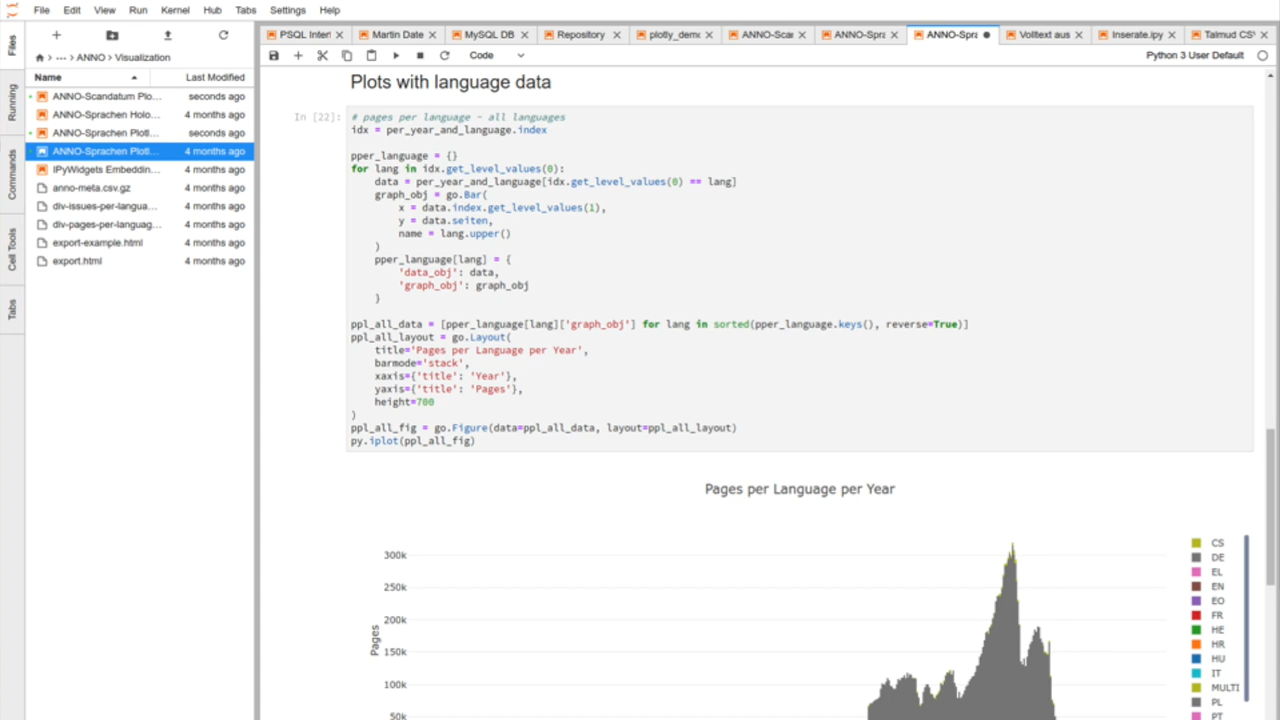 File Edit View Run Kernel Hub Tabs Settings Help
Files
Running
Commands
Cell Tools
Tabs
ANNO Visualization
Name Last Modified
ANNO-Scandatum Plo... seconds ago
ANNO-Sprachen Holo... 4 months ago
ANNO-Sprachen Plotl... seconds ago
ANNO-Sprachen Plotl... 4 months ago
IPyWidgets Embeddin... 4 months ago
anno-meta.csv.gz 4 months ago
div-issues-per-langua... 4 months ago
div-pages-per-languag... 4 months ago
export-example.html 4 months ago
export.html 4 months ago
PSQL Inter Martin Date MySQL DB Repository plotly_demo ANNO-Scan ANNO-Spra ANNO-Spra Volltext aus Inserate.ipy Talmud CSV
Code Python 3 User Default
Plots with language data
In [22]:
# pages per language - all languages
idx = per_year_and_language.index
pper_language = {}
for lang in idx.get_level_values(0):
data = per_year_and_language[idx.get_level_values(0) == lang]
graph_obj = go.Bar(
x = data.index.get_level_values(1),
y = data.seiten,
name = lang.upper()
)
pper_language[lang] = {
'data_obj': data,
'graph_obj': graph_obj
}
ppl_all_data = [pper_language[lang]['graph_obj'] for lang in sorted(pper_language.keys(), reverse=True)]
ppl_all_layout = go.Layout(
title='Pages per Language per Year',
barmode='stack',
xaxis={'title': 'Year'},
yaxis={'title': 'Pages'},
height=700
)
ppl_all_fig = go.Figure(data=ppl_all_data, layout=ppl_all_layout)
py.iplot(ppl_all_fig)
Pages per Language per Year
Pages
300k
250k
200k
150k
100k
50k
CS
DE
EL
EN
EO
FR
HE
HR
HU
IT
MULTI
PL
PT